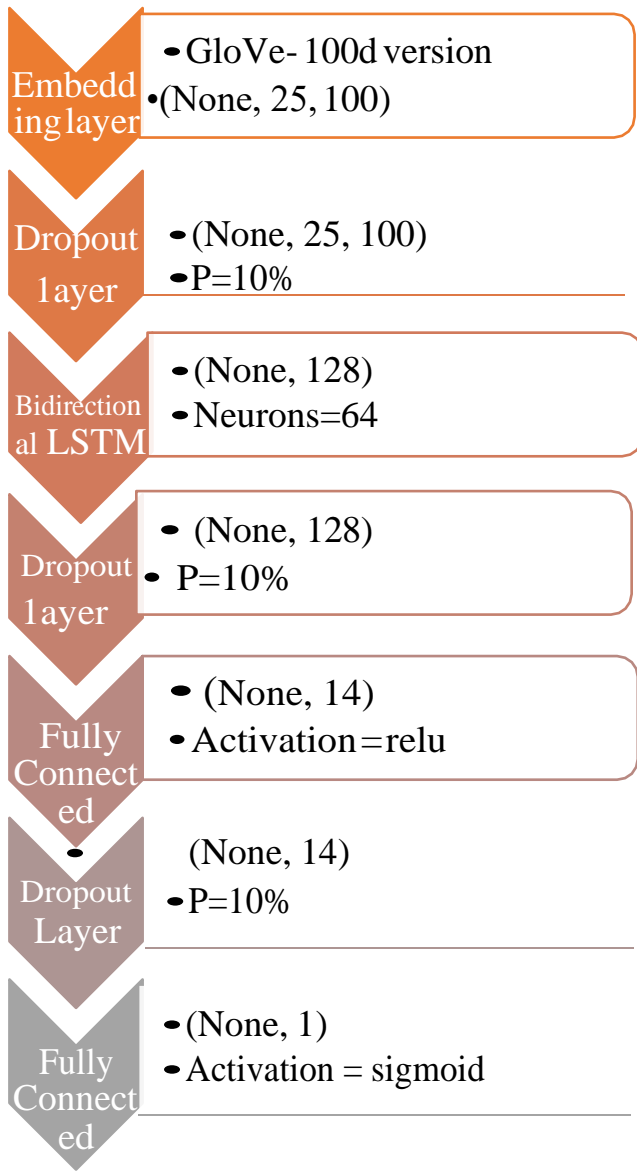 Embedd
ing layer
• GloVe- 100d version
• (None, 25, 100)
Dropout
1ayer
• (None, 25, 100)
• P=10%
Bidirection
al LSTM
• (None, 128)
• Neurons=64
Dropout
1ayer
• (None, 128)
• P=10%
Fully
Connect
ed
• (None, 14)
• Activation=relu
Dropout
Layer
• (None, 14)
• P=10%
Fully
Connect
ed
• (None, 1)
• Activation = sigmoid